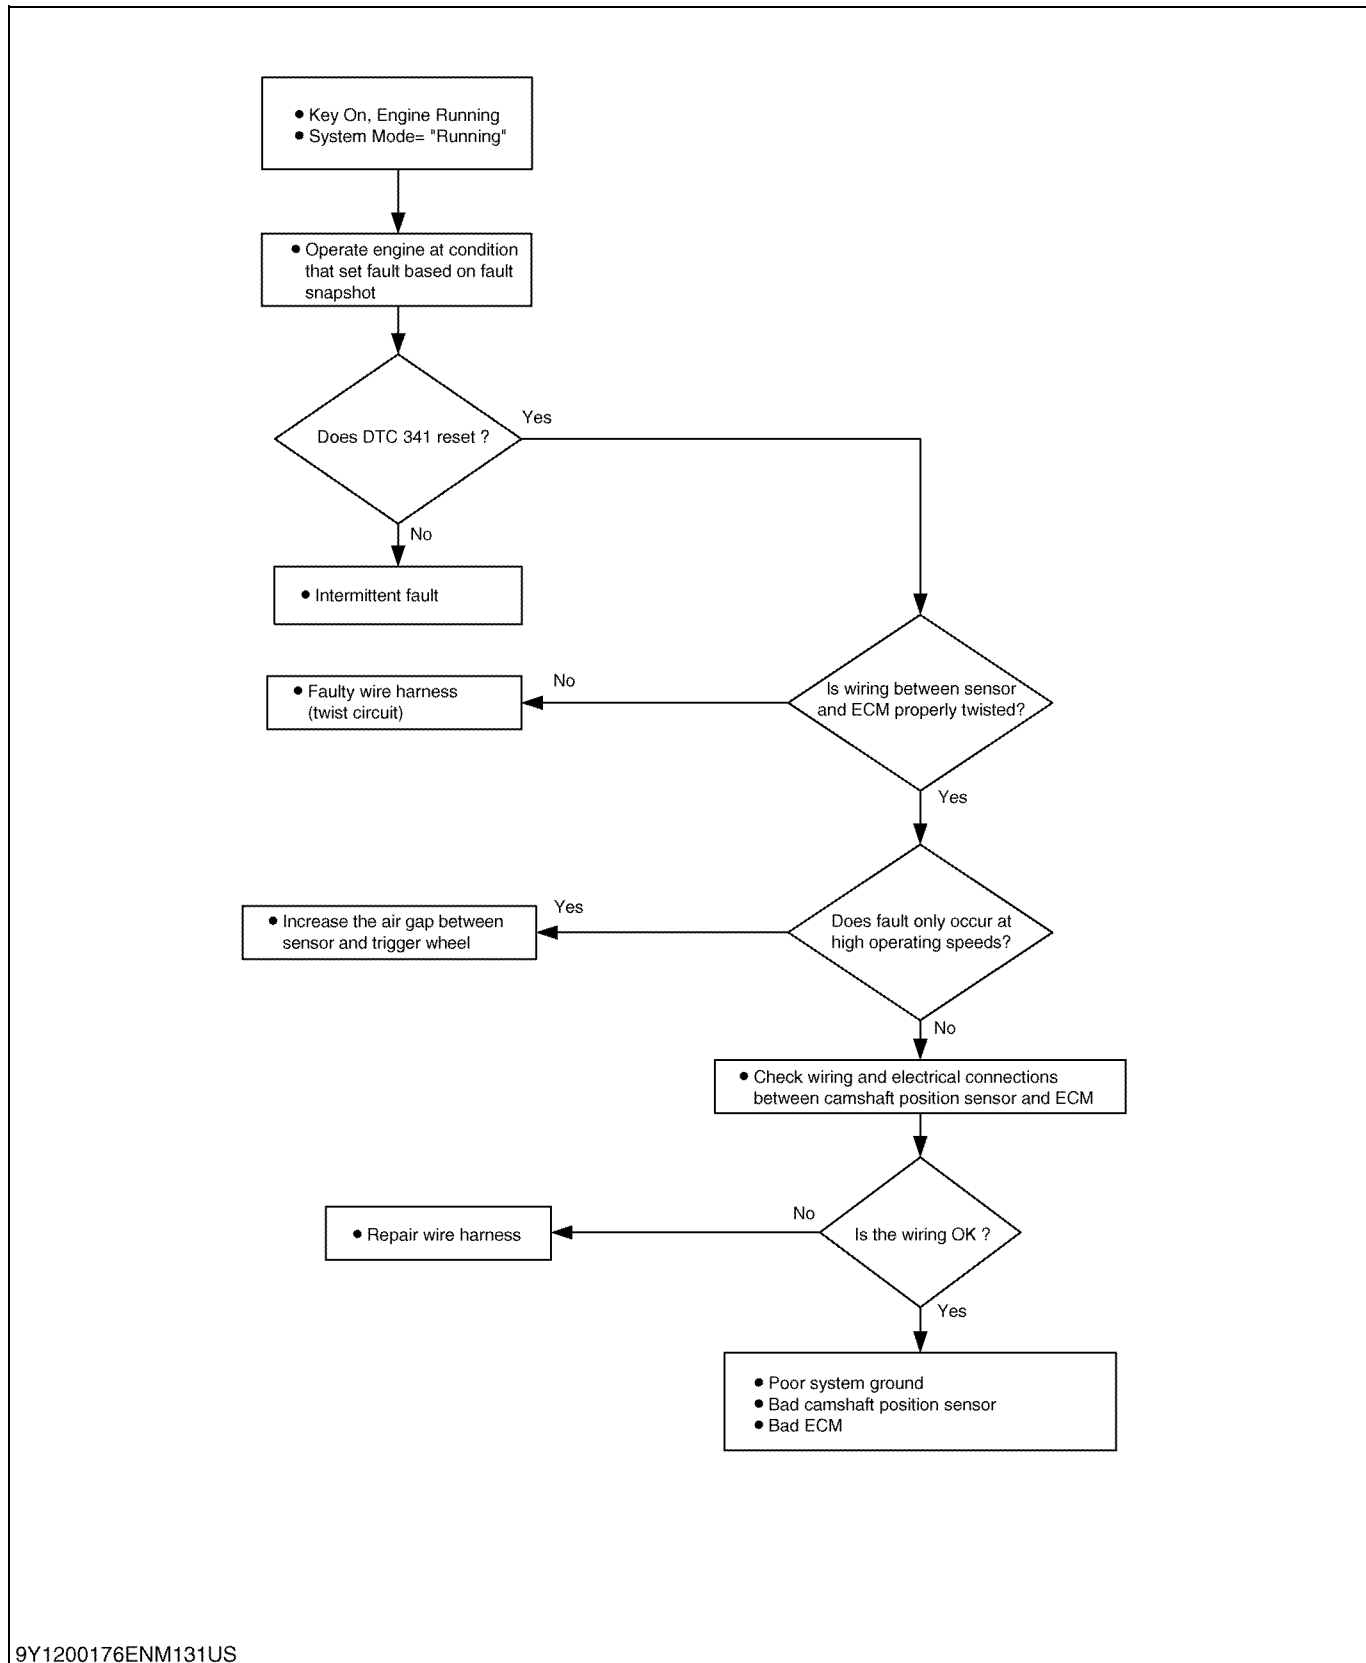 ● Key On, Engine Running
● System Mode= "Running"
● Operate engine at condition
that set fault based on fault
snapshot
Does DTC 341 reset ?
Yes
No
● Intermittent fault
Is wiring between sensor
and ECM properly twisted?
No
● Faulty wire harness
(twist circuit)
Yes
Does fault only occur at
high operating speeds?
Yes
● Increase the air gap between
sensor and trigger wheel
No
● Check wiring and electrical connections
between camshaft position sensor and ECM
Is the wiring OK ?
No
● Repair wire harness
Yes
● Poor system ground
● Bad camshaft position sensor
● Bad ECM
9Y1200176ENM131US